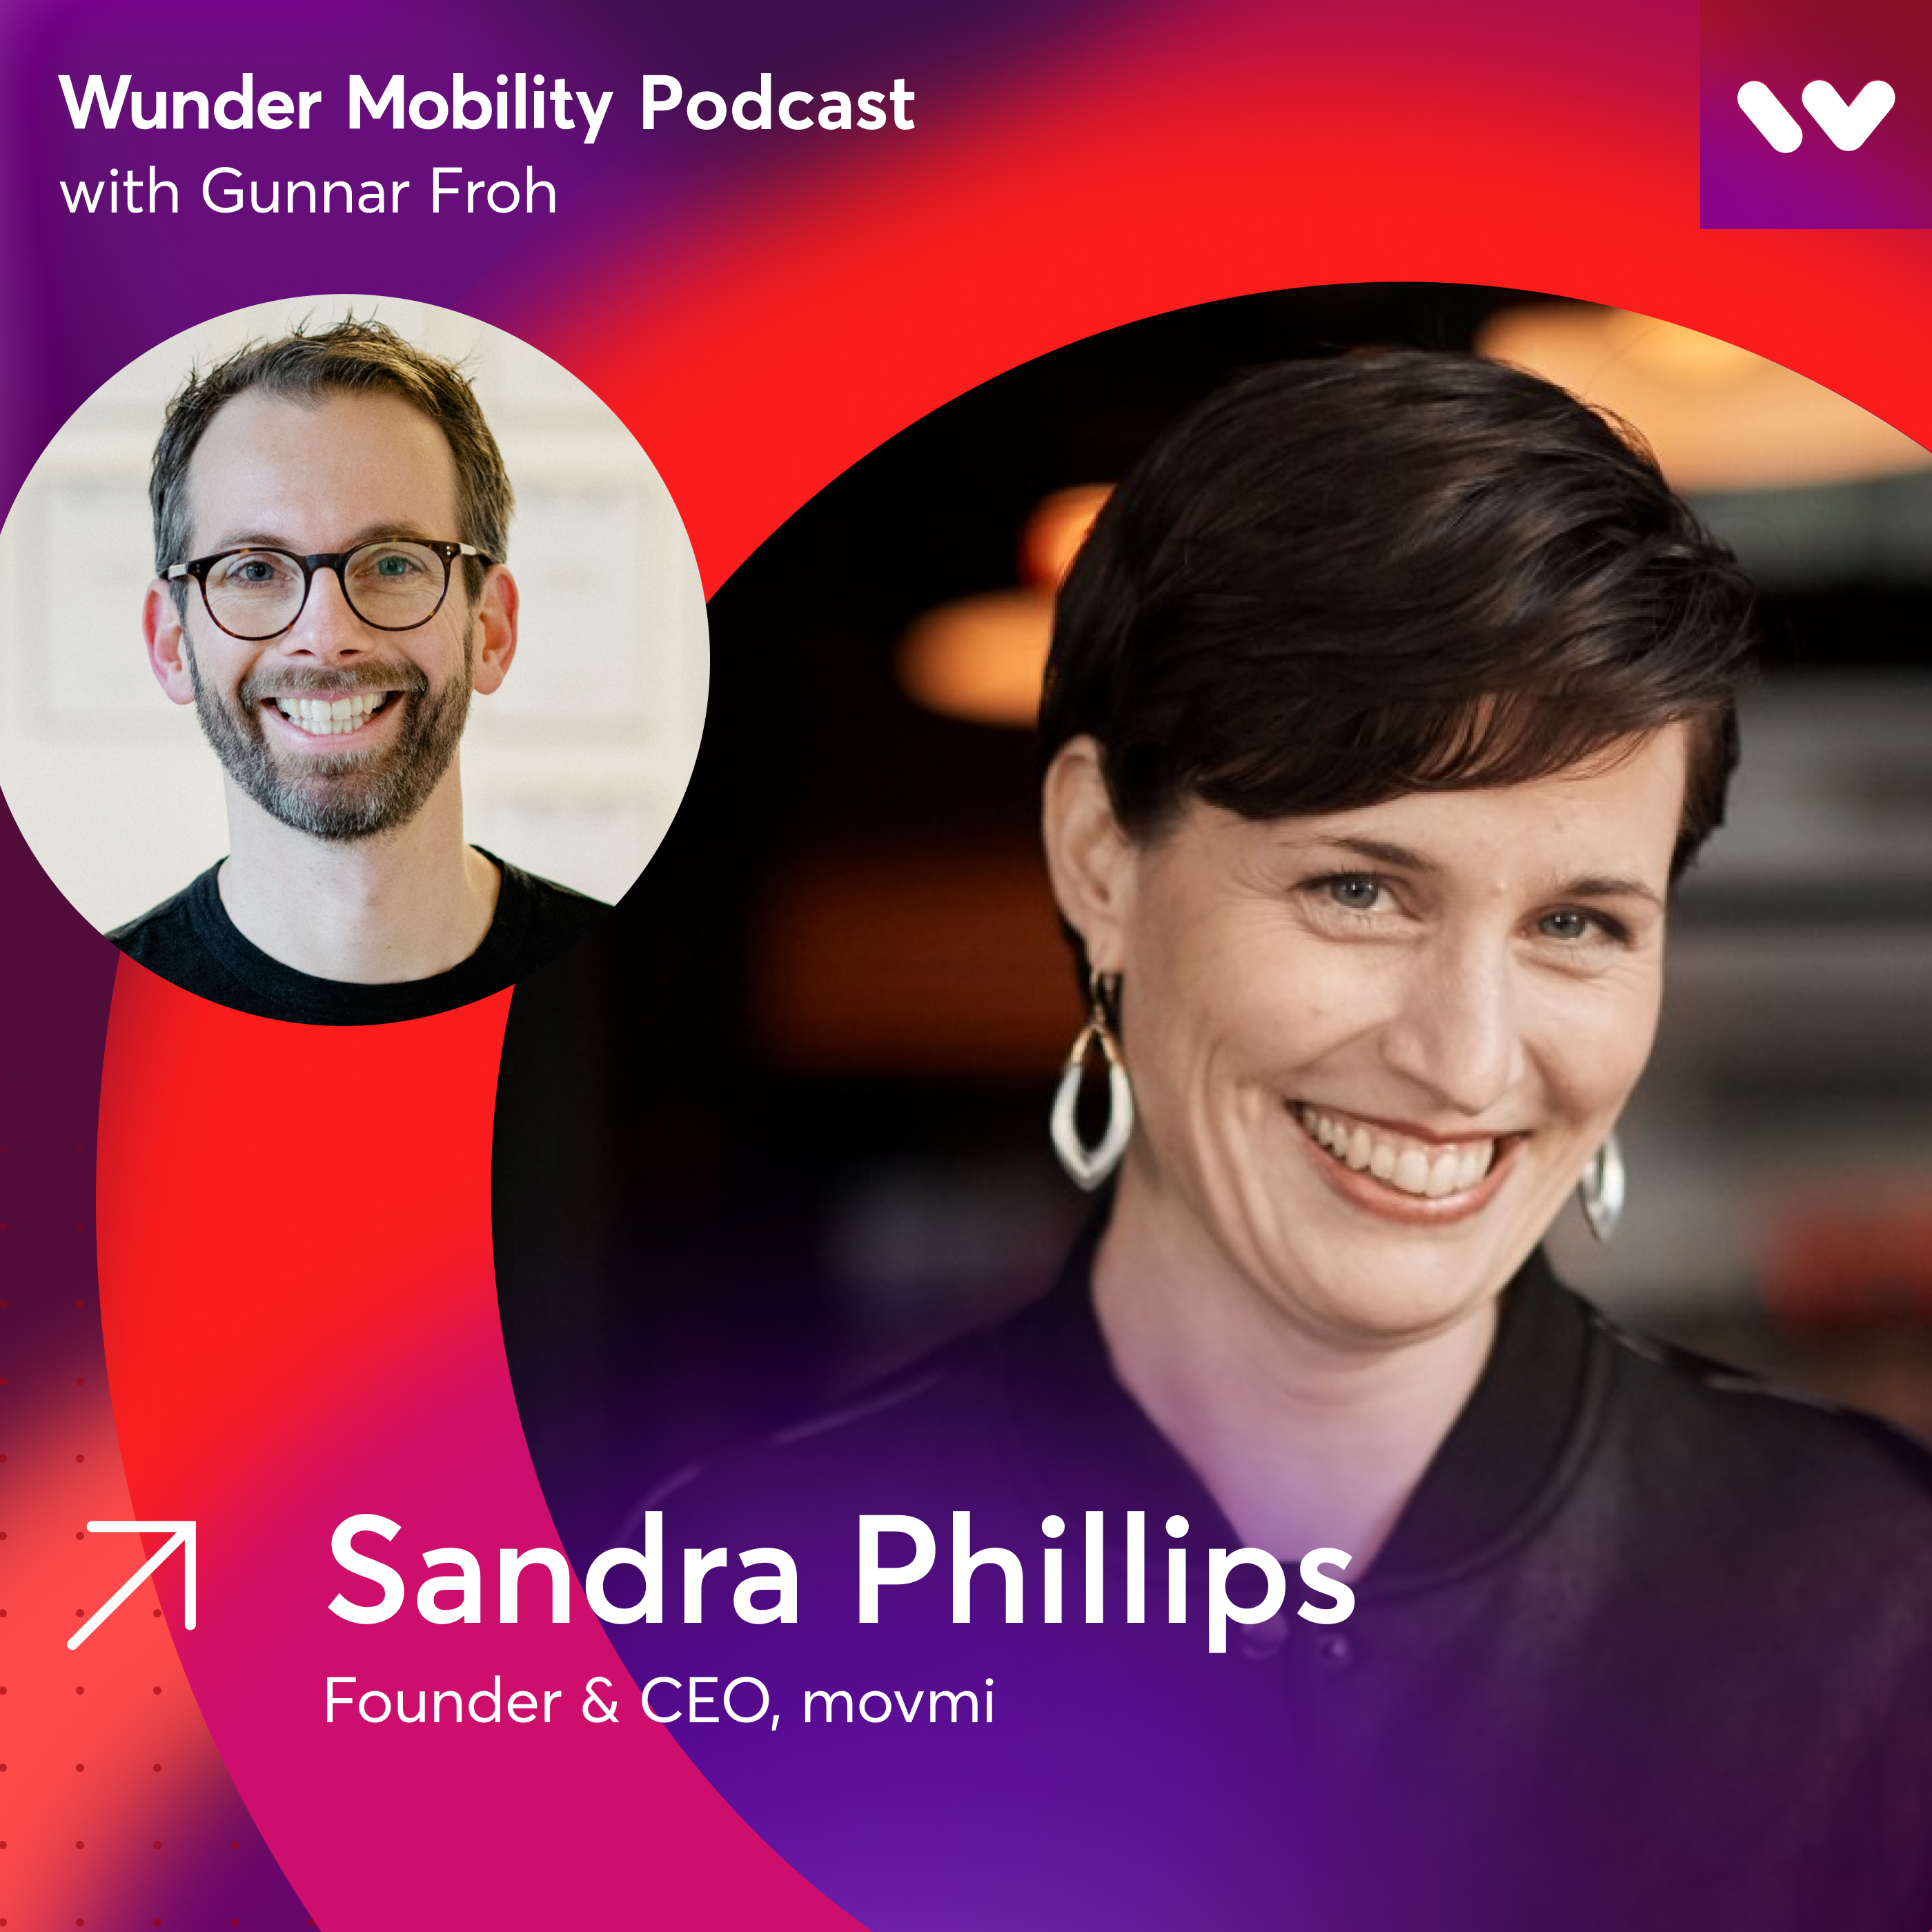 Wunder Mobility Podcast
with Gunnar Froh
Sandra Phillips
Founder & CEO, movmi